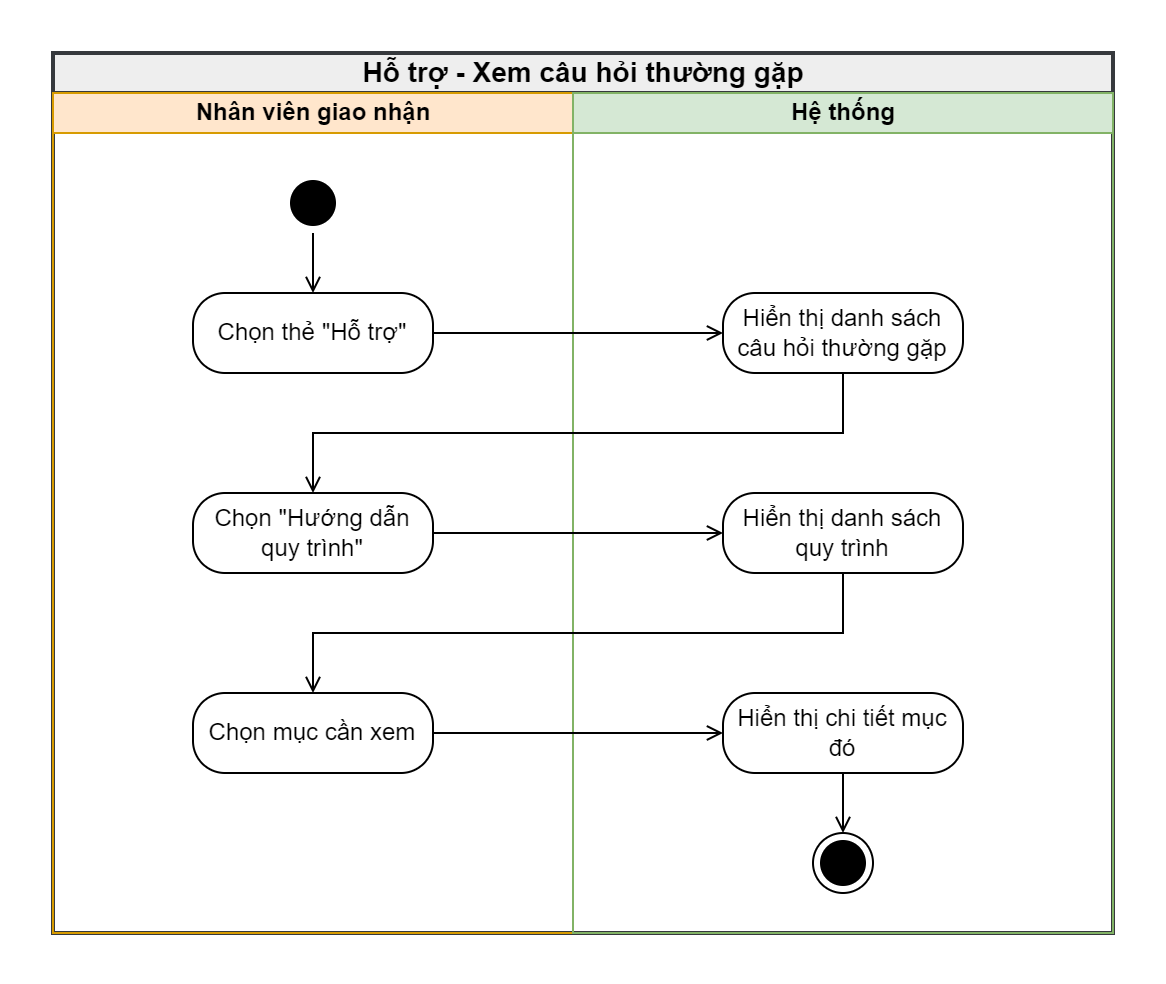 Hỗ trợ - Xem câu hỏi thường gặp
Nhân viên giao nhận
Hệ thống
Chọn thẻ "Hỗ trợ"
Hiển thị danh sách
câu hỏi thường gặp
Chọn "Hướng dẫn
quy trình"
Hiển thị danh sách
quy trình
Chọn mục cần xem
Hiển thị chi tiết mục
đó